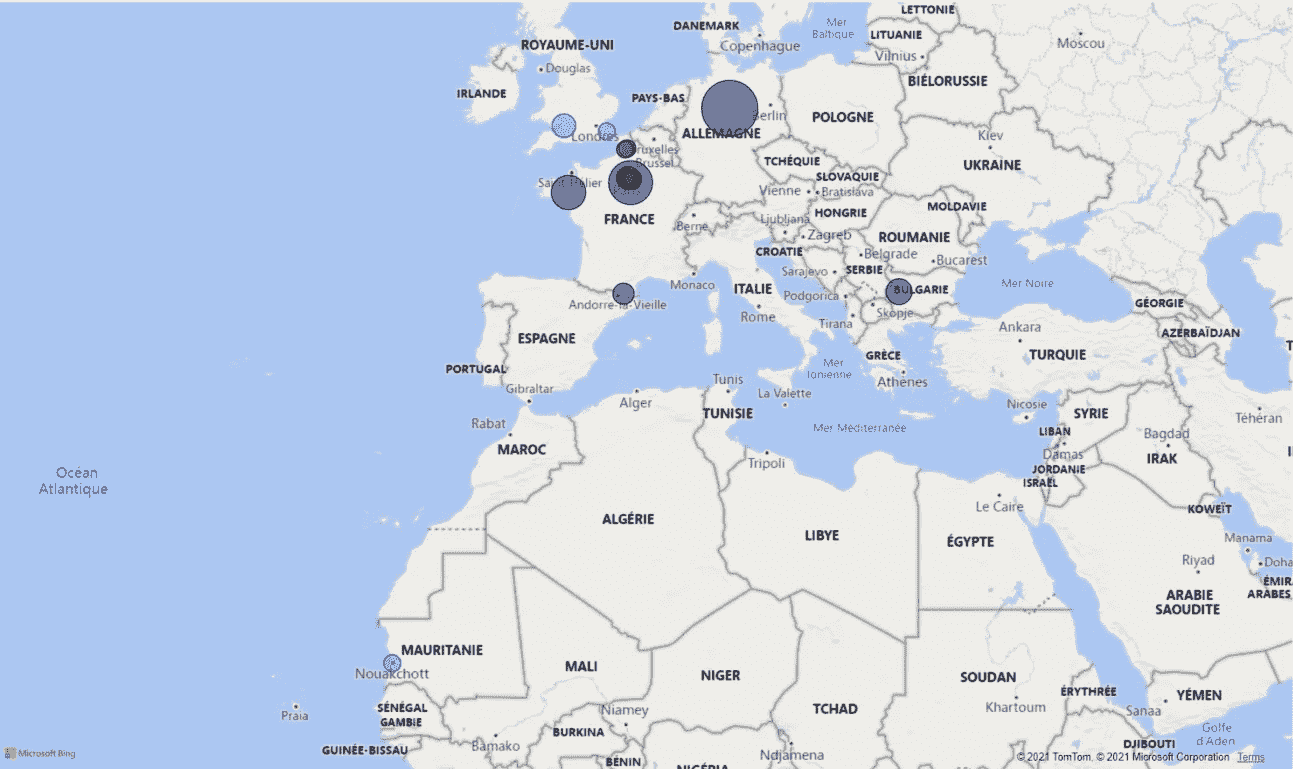 LETTONIE
DANEMARK
Mer
Baltique
LITUANIE
Copenhague
Moscou
ROYAUME-UNI
Vilnius
Douglas
BIÉLORUSSIE
IRLANDE
PAYS-BAS
Berlin
POLOGNE
Londres
ALLEMAGNE
Kiev
Bruxelles
Brussel
TCHÉQUIE
UKRAINE
SLOVAQUIE
Vienne
Bratislava
MOLDAVIE
HONGRIE
FRANCE
Ljubljana
Berne
Zagreb
ROUMANIE
CROATIE
Belgrade
Bucarest
Sarajevo
SERBIE
Monaco
Mer Noire
ITALIE
BULGARIE
Podgorica
Andorre-la-Vieille
GÉORGIE
Rome
Skopje
Tirana
Ankara
AZERBAÏDJAN
ESPAGNE
GRÈCE
TURQUIE
PORTUGAL
Mer
Ionienne
Athènes
Gibraltar
Tunis
La Valette
Alger
Nicosie
TUNISIE
SYRIE
Téhéran
Rabat
Mer Méditerranée
LIBAN
Bagdad
MAROC
Damas
IRAK
Tripoli
JORDANIE
Océan
Atlantique
ISRAËL
Le Caire
KOWEÏT
ALGÉRIE
LIBYE
ÉGYPTE
Manama
Riyad
Doha
ÉMIR
ARABES
ARABIE
SAOUDITE
MAURITANIE
Nouakchott
MALI
NIGER
SOUDAN
ÉRYTHRÉE
YÉMEN
Khartoum
SÉNÉGAL
GAMBIE
TCHAD
Praia
Niamey
Sanaa
BURKINA
Golfe
d'Aden
GUINÉE-BISSAU
Bamako
DJIBOUTI
Ndjamena
BÉNIN
NIGÉRIA
Microsoft Bing
© 2021 TomTom, © 2021 Microsoft Corporation Terms